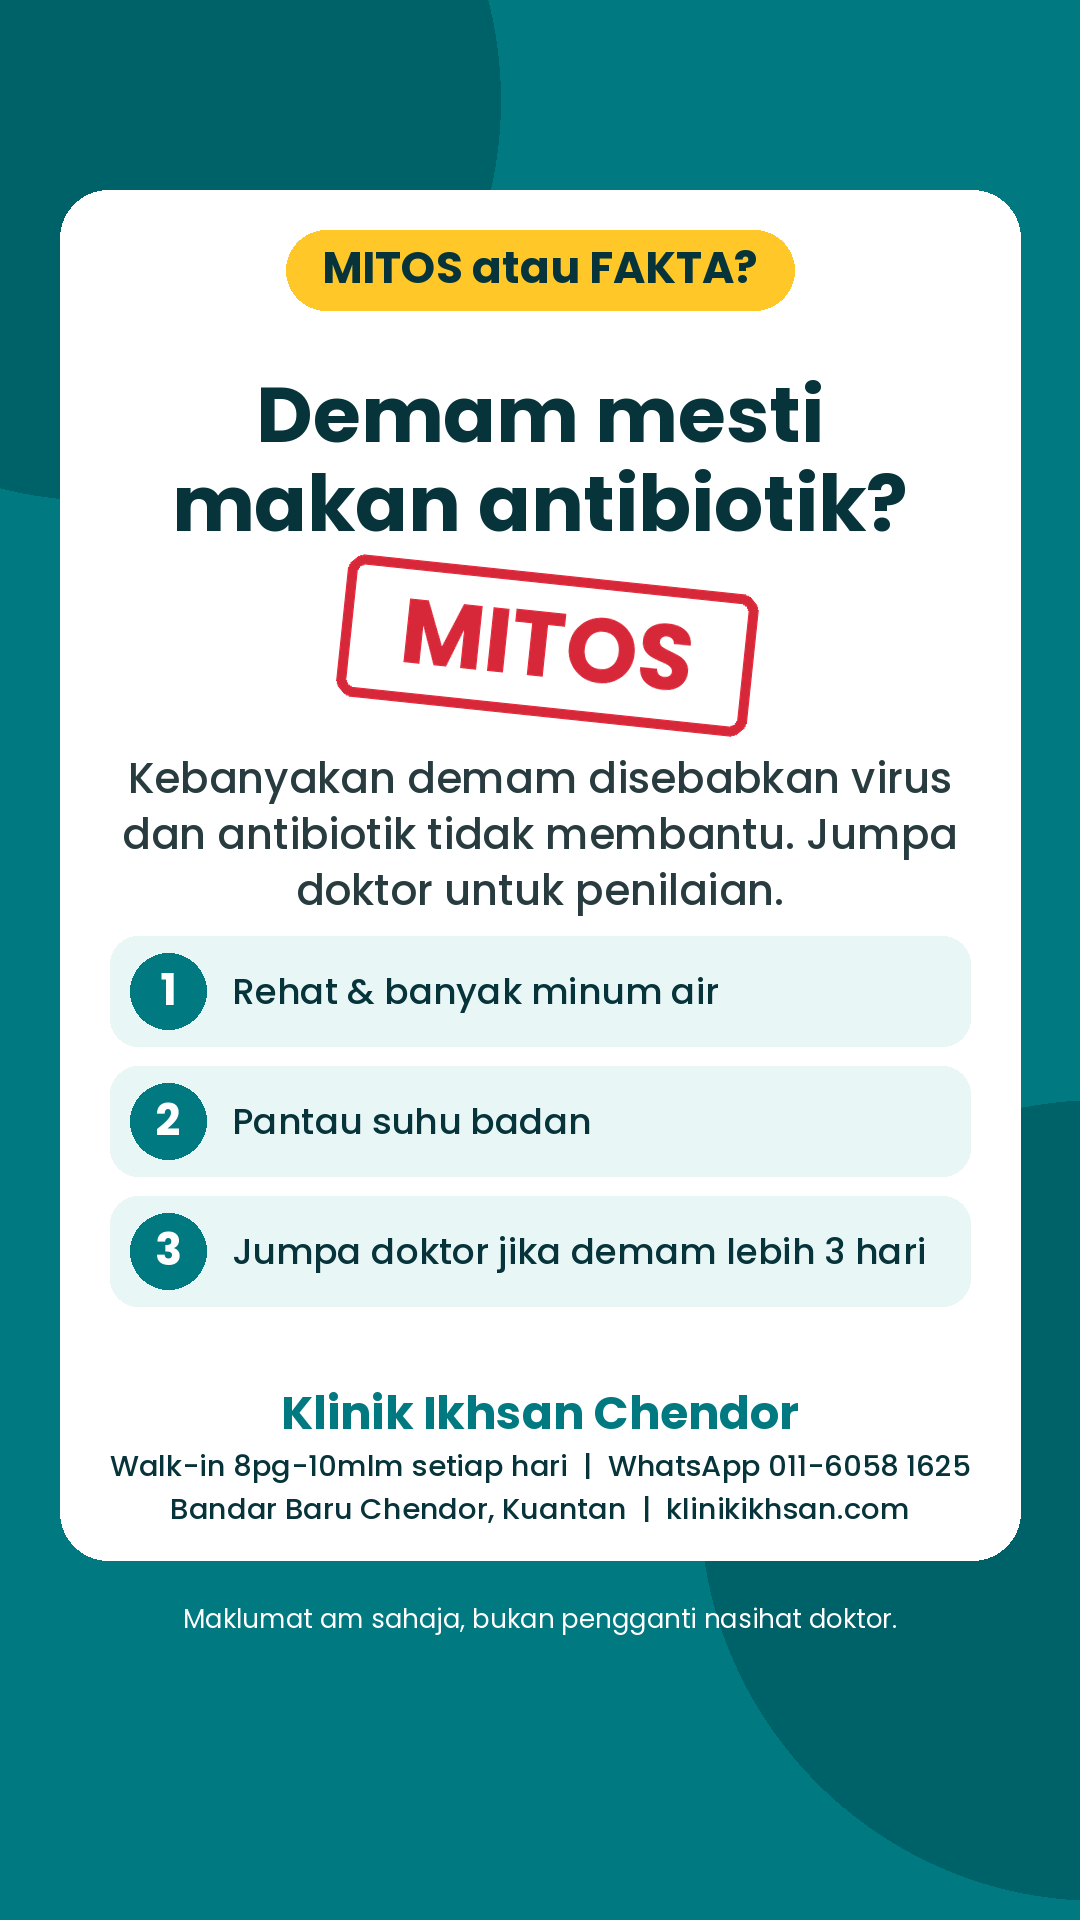 MITOS atau FAKTA?
Demam mesti
makan antibiotik?
MITOS
Kebanyakan demam disebabkan virus
dan antibiotik tidak membantu. Jumpa
doktor untuk penilaian.
1 Rehat & banyak minum air
2 Pantau suhu badan
3 Jumpa doktor jika demam lebih 3 hari
Klinik Ikhsan Chendor
Walk-in 8pg-10mlm setiap hari | WhatsApp 011-6058 1625
Bandar Baru Chendor, Kuantan | klinikikhsan.com
Maklumat am sahaja, bukan pengganti nasihat doktor.